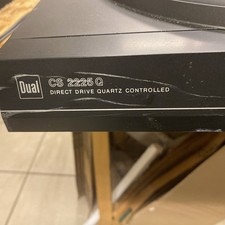 Dual
CS 2225 Q
DIRECT DRIVE QUARTZ CONTROLLED